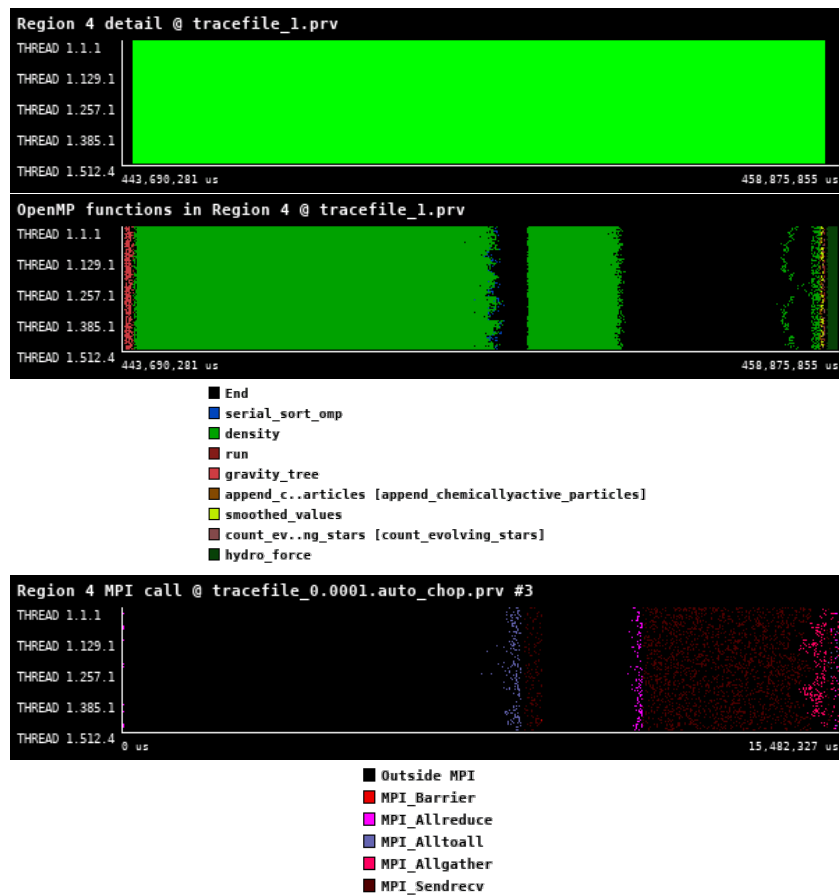 Region 4 detail @ tracefile_1.prv
THREAD 1.1.1
THREAD 1.129.1
THREAD 1.257.1
THREAD 1.385.1
THREAD 1.512.4
443,690,281 us
458,875,855 us
OpenMP functions in Region 4 @ tracefile_1.prv
THREAD 1.1.1
THREAD 1.129.1
THREAD 1.257.1
THREAD 1.385.1
THREAD 1.512.4
443,690,281 us
458,875,855 us
End
serial_sort_omp
density
run
gravity_tree
append_c..articles [append_chemicallyactive_particles]
smoothed_values
count_ev..ng_stars [count_evolving_stars]
hydro_force
Region 4 MPI call @ tracefile_0.0001.auto_chop.prv #3
THREAD 1.1.1
THREAD 1.129.1
THREAD 1.257.1
THREAD 1.385.1
THREAD 1.512.4
0 us
15,482,327 us
Outside MPI
MPI_Barrier
MPI_Allreduce
MPI_Alltoall
MPI_Allgather
MPI_Sendrecv